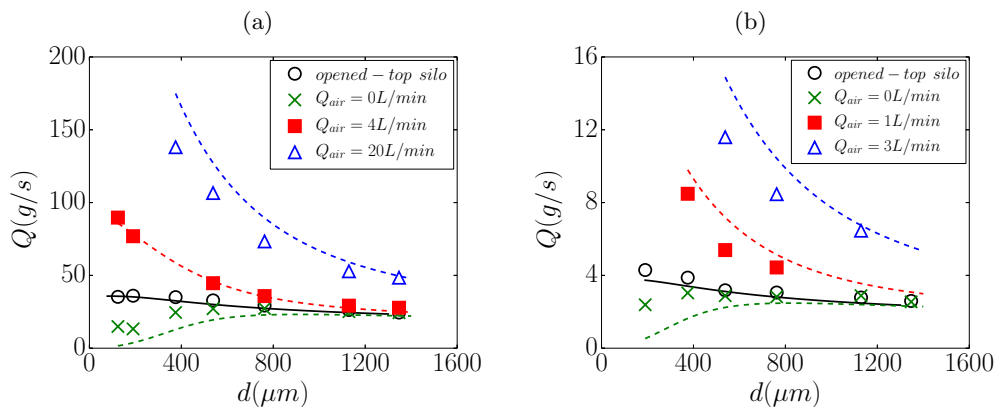 (a)
200
150
100
50
0
Q(g/s)
0 400 800 1200 1600
d(μm)
opened − top silo
Q_air = 0L/min
Q_air = 4L/min
Q_air = 20L/min
(b)
16
12
8
4
0
Q(g/s)
0 400 800 1200 1600
d(μm)
opened − top silo
Q_air = 0L/min
Q_air = 1L/min
Q_air = 3L/min